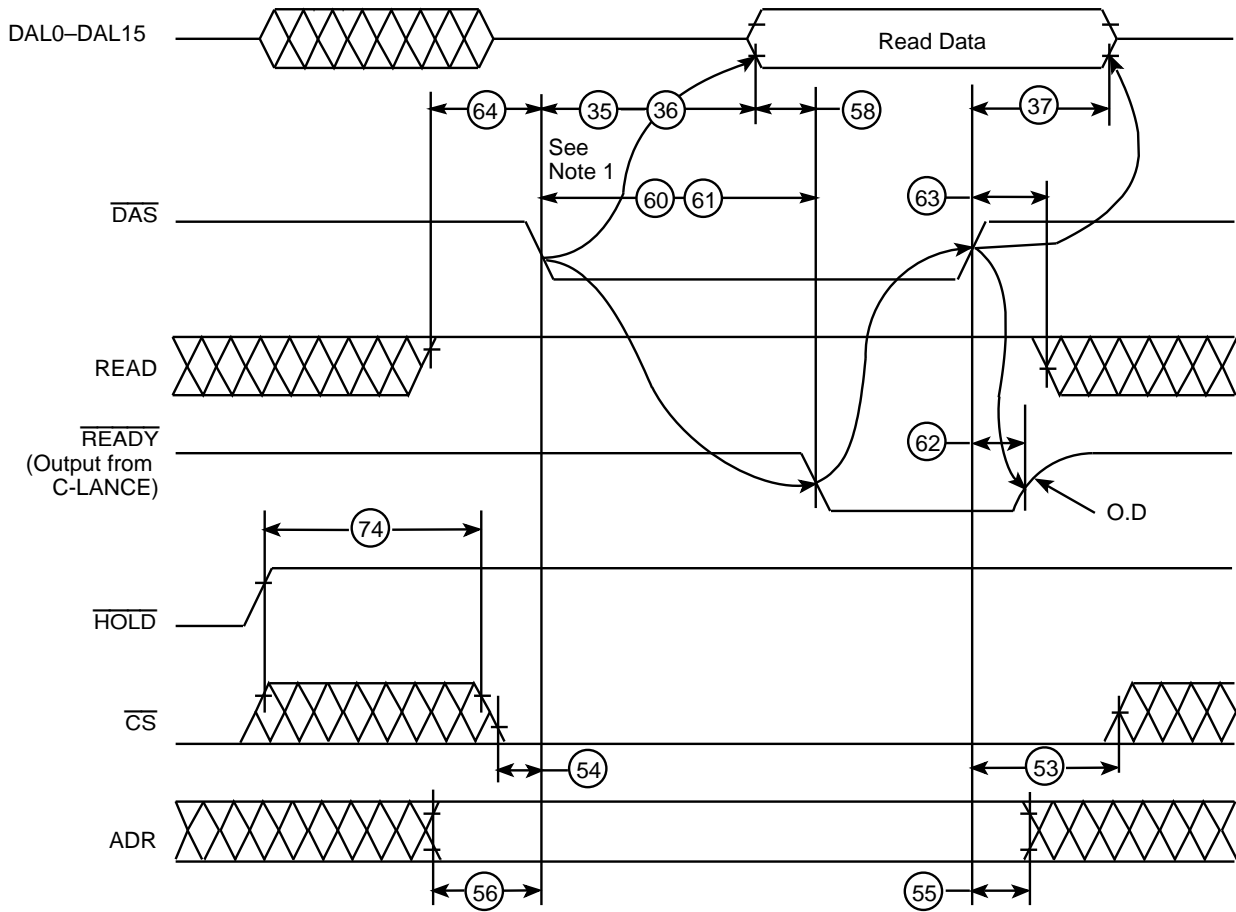 DAL0–DAL15
Read Data
64
35
36
58
37
See
Note 1
60
61
63
DAS
READ
READY
(Output from
C-LANCE)
62
O.D
74
HOLD
CS
54
53
ADR
56
55